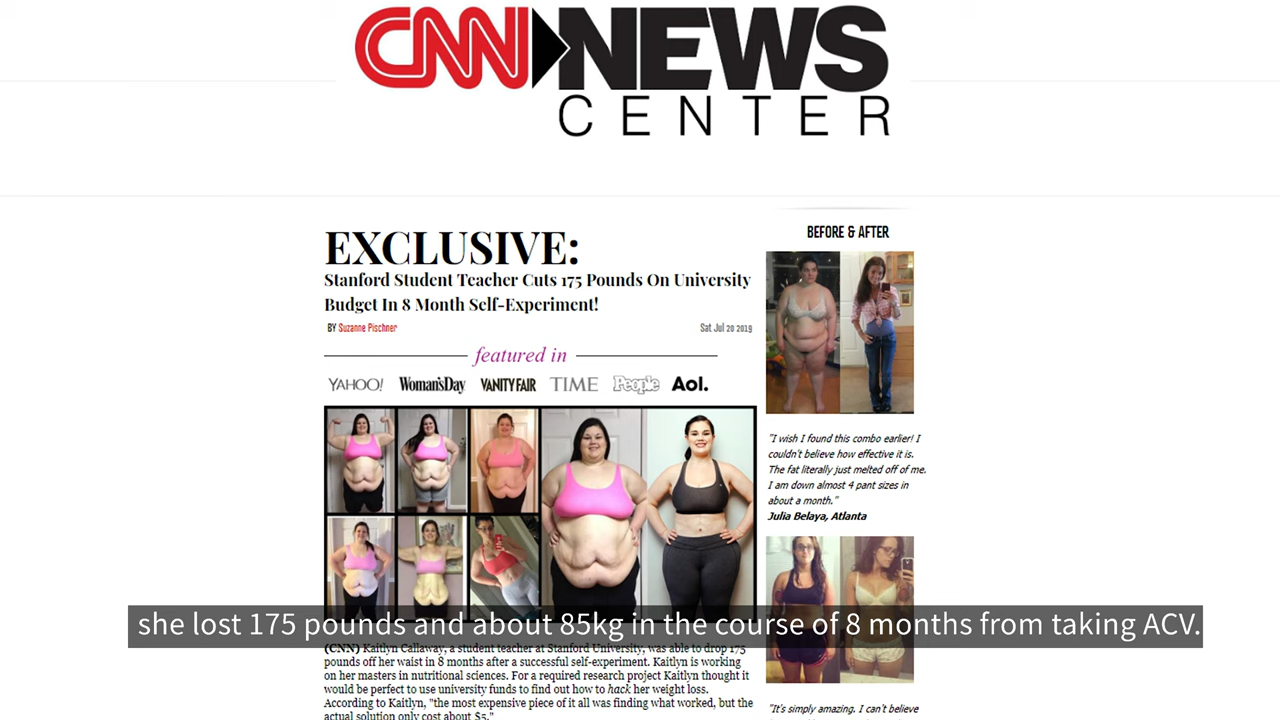 CNN NEWS
CENTER
EXCLUSIVE:
Stanford Student Teacher Cuts 175 Pounds On University
Budget In 8 Month Self-Experiment!
BY Suzanne Pischner
Sat Jul 20 2019
featured in
YAHOO! Woman'sDay VANITY FAIR TIME People Aol.
(CNN) Kaitlyn Callaway, a student teacher at Stanford University, was able to drop 175
pounds off her waist in 8 months after a successful self-experiment. Kaitlyn is working
on her masters in nutritional sciences. For a required research project Kaitlyn thought it
would be perfect to use university funds to find out how to hack her weight loss.
According to Kaitlyn, "the most expensive piece of it all was finding what worked, but the
actual solution only cost about $5."
BEFORE & AFTER
"I wish I found this combo earlier! I
couldn't believe how effective it is.
The fat literally just melted off of me.
I am down almost 4 pant sizes in
about a month."
Julia Belaya, Atlanta
"It's simply amazing. I can't believe
she lost 175 pounds and about 85kg in the course of 8 months from taking ACV.